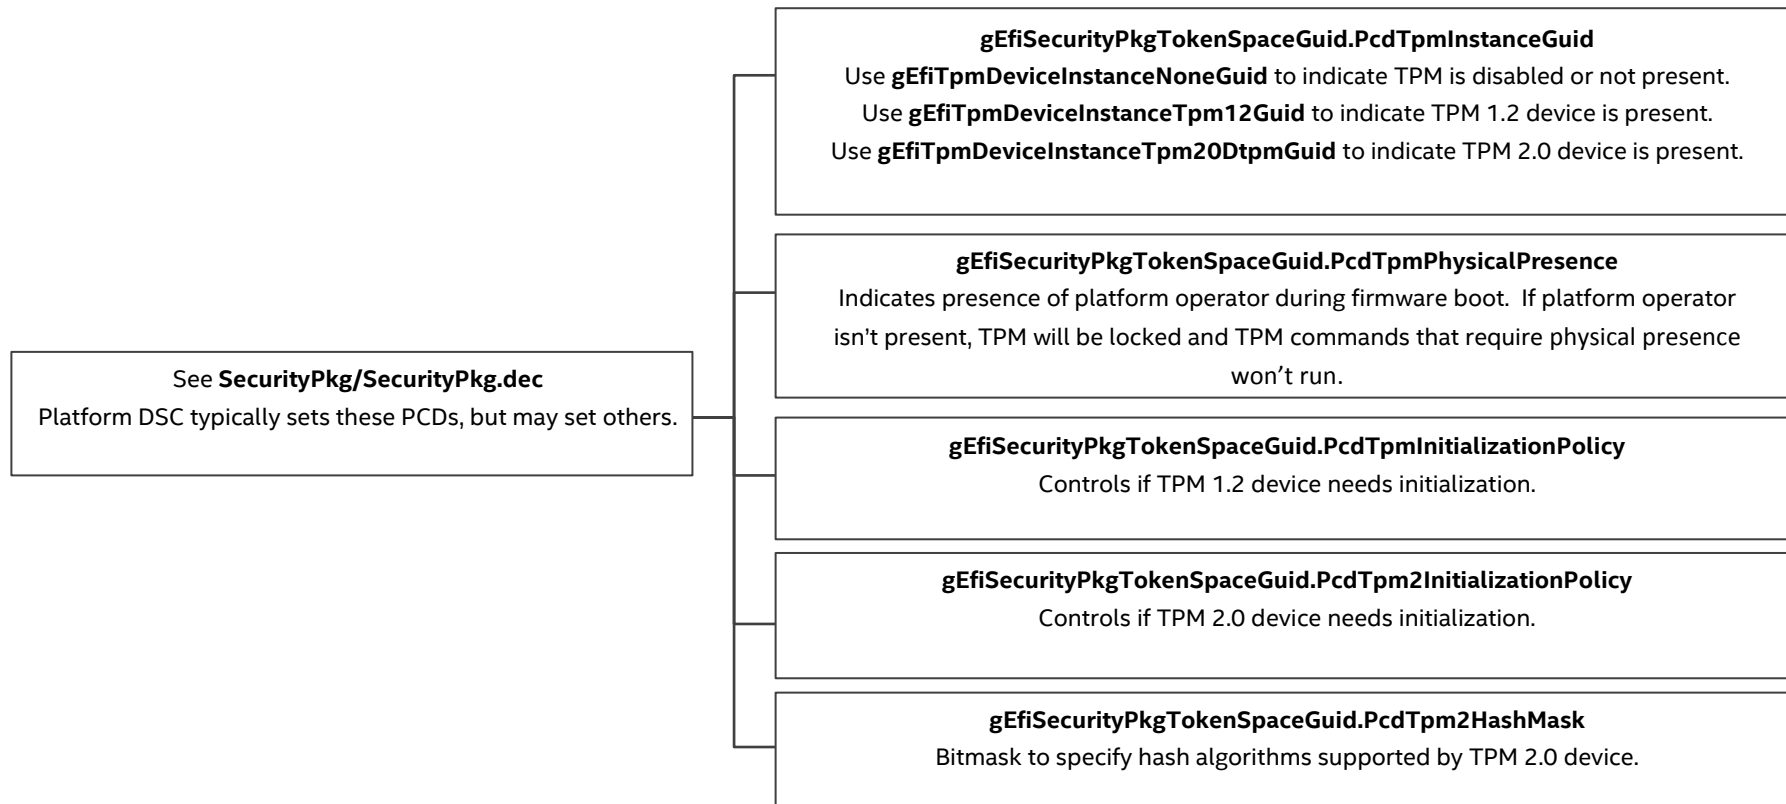 See SecurityPkg/SecurityPkg.dec
Platform DSC typically sets these PCDs, but may set others.
gEfiSecurityPkgTokenSpaceGuid.PcdTpmInstanceGuid
Use gEfiTpmDeviceInstanceNoneGuid to indicate TPM is disabled or not present.
Use gEfiTpmDeviceInstanceTpm12Guid to indicate TPM 1.2 device is present.
Use gEfiTpmDeviceInstanceTpm20DtpmGuid to indicate TPM 2.0 device is present.
gEfiSecurityPkgTokenSpaceGuid.PcdTpmPhysicalPresence
Indicates presence of platform operator during firmware boot.  If platform operator
isn’t present, TPM will be locked and TPM commands that require physical presence
won’t run.
gEfiSecurityPkgTokenSpaceGuid.PcdTpmInitializationPolicy
Controls if TPM 1.2 device needs initialization.
gEfiSecurityPkgTokenSpaceGuid.PcdTpm2InitializationPolicy
Controls if TPM 2.0 device needs initialization.
gEfiSecurityPkgTokenSpaceGuid.PcdTpm2HashMask
Bitmask to specify hash algorithms supported by TPM 2.0 device.